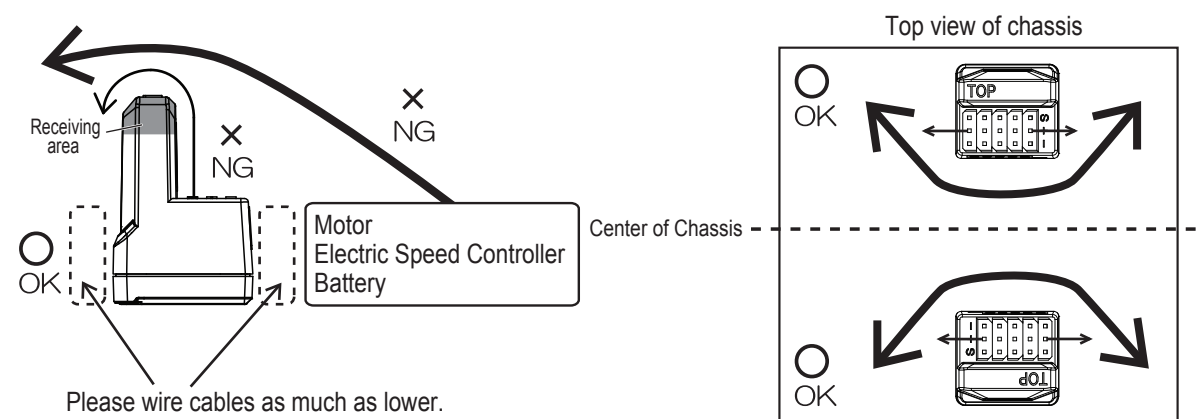 Top view of chassis
Receiving
area
×
NG
×
NG
OK
Motor
Electric Speed Controller
Battery
Please wire cables as much as lower.
OK
TOP
S
+
−
Center of Chassis
OK
−
+
S
TOP